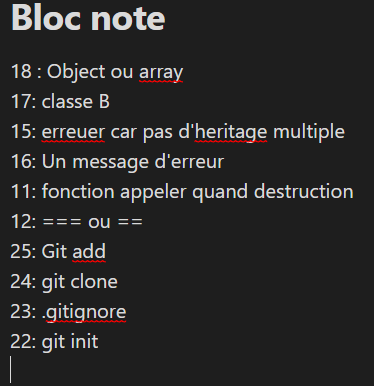 Bloc note
18 : Object ou array
17: classe B
15: erreuer car pas d'heritage multiple
16: Un message d'erreur
11: fonction appeler quand destruction
12: === ou ==
25: Git add
24: git clone
23: .gitignore
22: git init